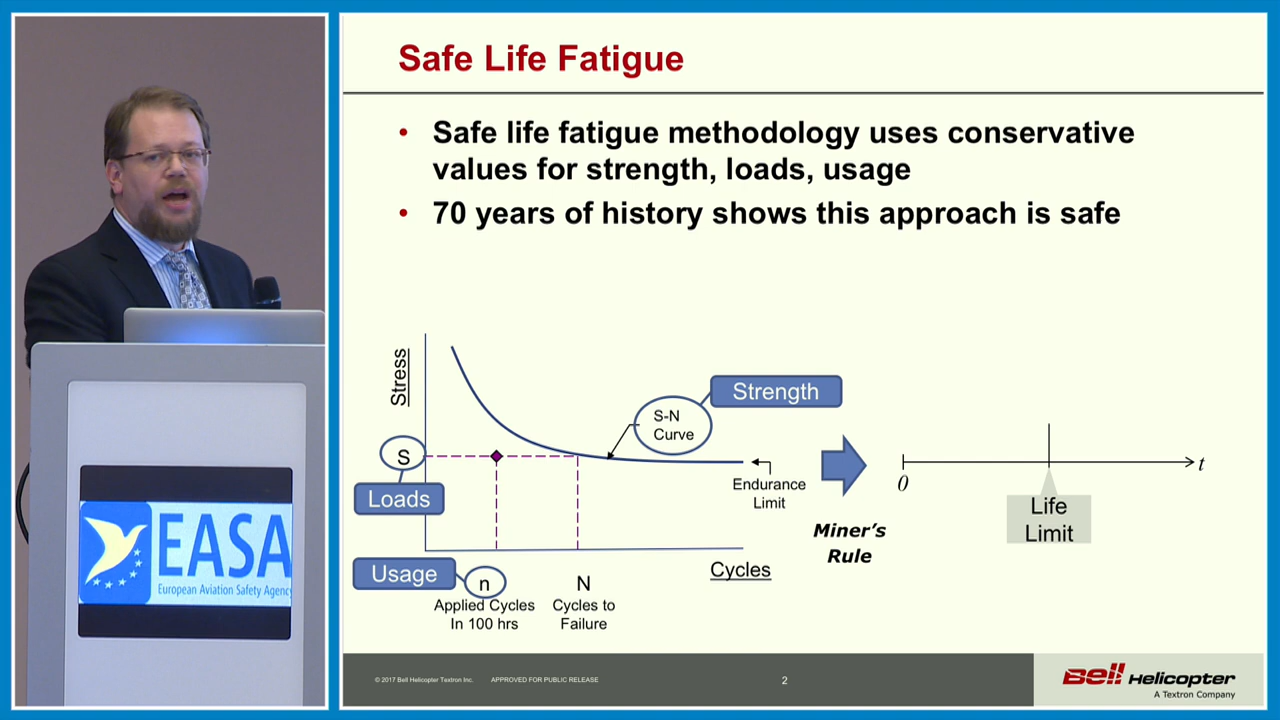 Safe Life Fatigue
• Safe life fatigue methodology uses conservative
values for strength, loads, usage
• 70 years of history shows this approach is safe
Stress
Strength
S-N
Curve
S
Loads
Endurance
Limit
0
t
Life
Limit
Miner's
Rule
Usage
n
N
Cycles
Applied Cycles
In 100 hrs
Cycles to
Failure
EASA
European Aviation Safety Agency
© 2017 Bell Helicopter Textron Inc.
APPROVED FOR PUBLIC RELEASE
2
Bell Helicopter
A Textron Company